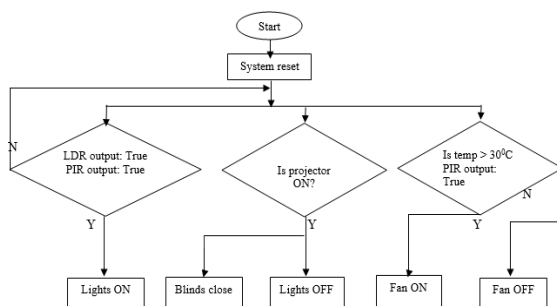 Start
System reset
N
LDR output: True
PIR output: True
Is projector
ON?
Is temp > 30⁰C
PIR output:
True
N
Y
Y
Y
Lights ON
Blinds close
Lights OFF
Fan ON
Fan OFF